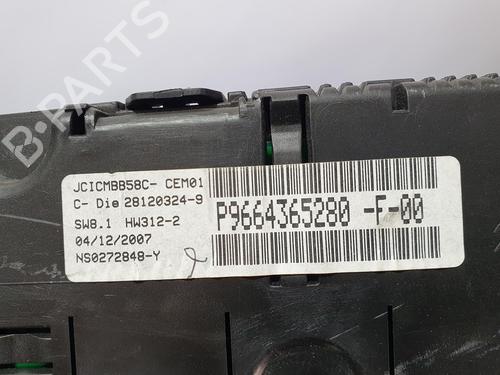 B-PARTS
JCICMBB58C- CEM01
C- Die 28120324-9
SW8.1 HW312-2
04/12/2007
NS0272848-Y
P9664365280 -F-00